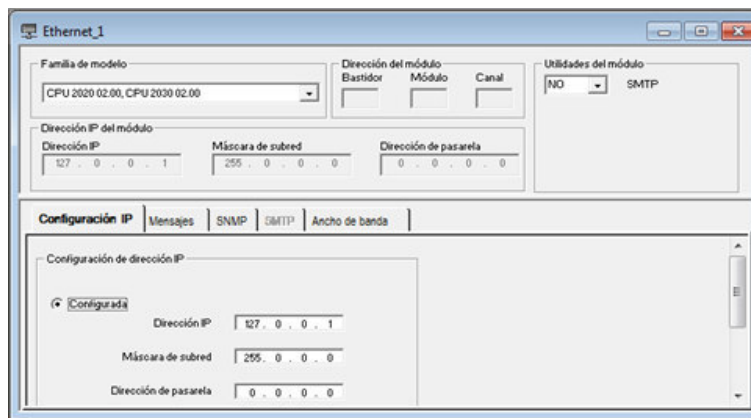 Ethernet_1
Familia de modelo
CPU 2020 02.00, CPU 2030 02.00
Dirección del módulo
Bastidor Módulo Canal
Utilidades del módulo
NO SMTP
Dirección IP del módulo
Dirección IP Máscara de subred Dirección de pasarela
127 . 0 . 0 . 1 255 . 0 . 0 . 0 0 . 0 . 0 . 0
Configuración IP Mensajes SNMP SMTP Ancho de banda
Configuración de dirección IP
Configurada
Dirección IP 127 . 0 . 0 . 1
Máscara de subred 255 . 0 . 0 . 0
Dirección de pasarela 0 . 0 . 0 . 0